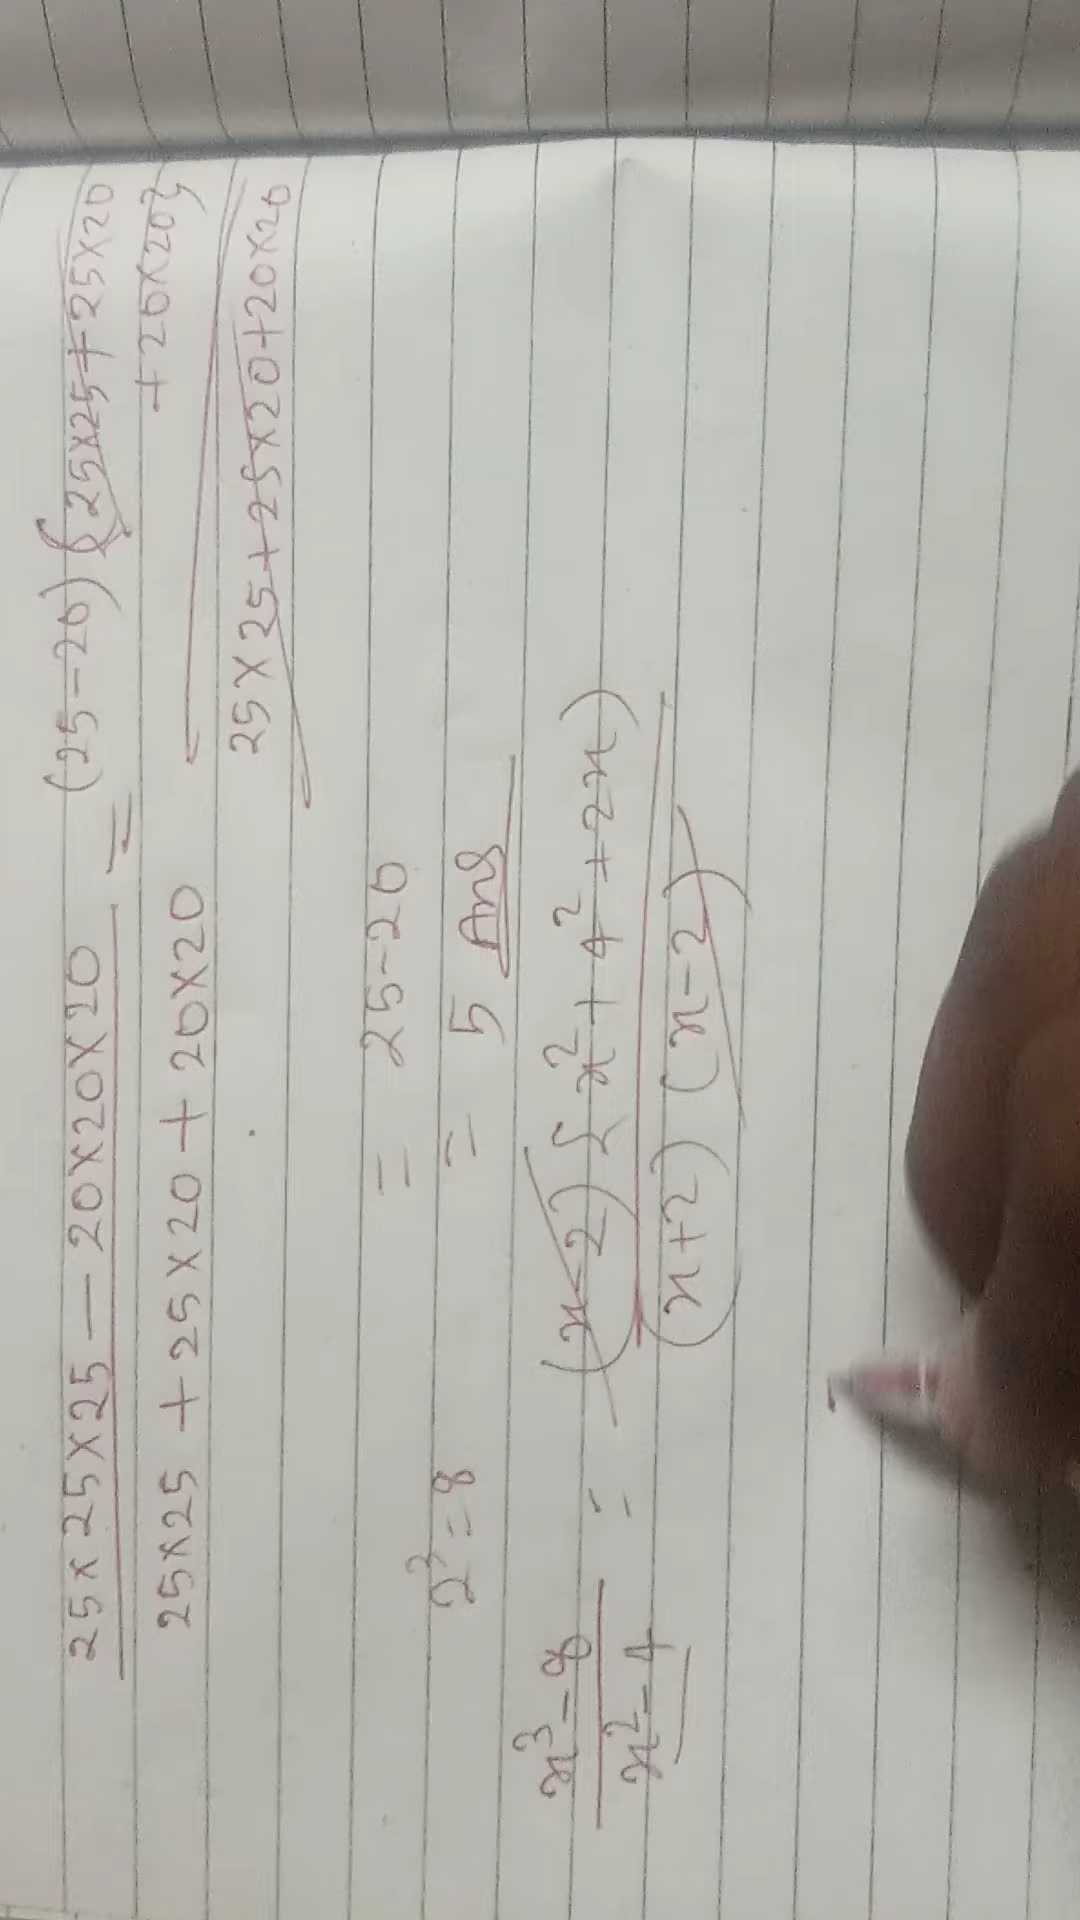 25×25×25 — 20×20×20 = (25-20) {25×25+25×20
25×25 + 25×20 + 20×20
+20×20}
25×25+25×20+20×20
= 25-20
2³=8
= 5 Ans
x³-8 = (x-2){x²+4²+2x)
x²-4
(x+2) (x-2)